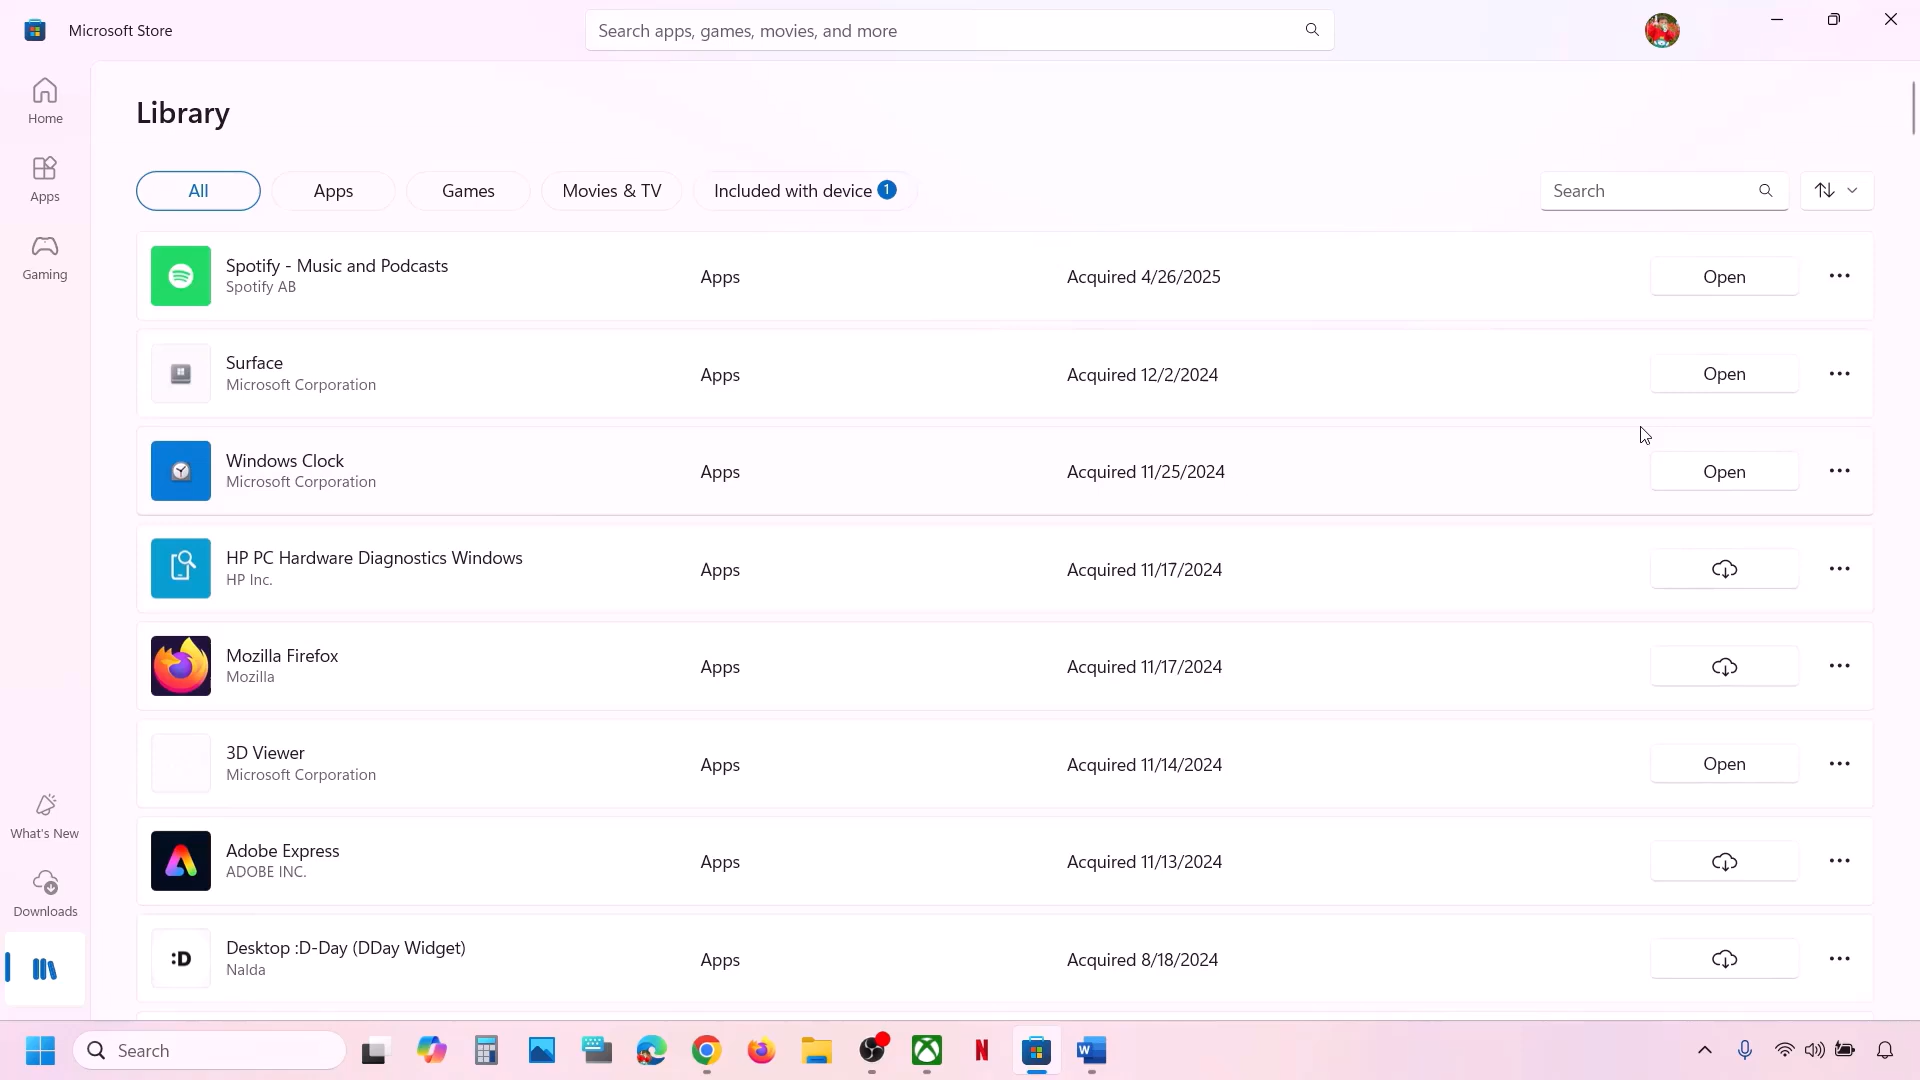 Microsoft Store
Search apps, games, movies, and more
Home
Apps
Gaming
What's New
Downloads
Library
All
Apps
Games
Movies & TV
Included with device 1
Search
Spotify - Music and Podcasts
Spotify AB
Apps
Acquired 4/26/2025
Open
Surface
Microsoft Corporation
Apps
Acquired 12/2/2024
Open
Windows Clock
Microsoft Corporation
Apps
Acquired 11/25/2024
Open
HP PC Hardware Diagnostics Windows
HP Inc.
Apps
Acquired 11/17/2024
Mozilla Firefox
Mozilla
Apps
Acquired 11/17/2024
3D Viewer
Microsoft Corporation
Apps
Acquired 11/14/2024
Open
Adobe Express
ADOBE INC.
Apps
Acquired 11/13/2024
:D
Desktop :D-Day (DDay Widget)
Nalda
Apps
Acquired 8/18/2024
Search